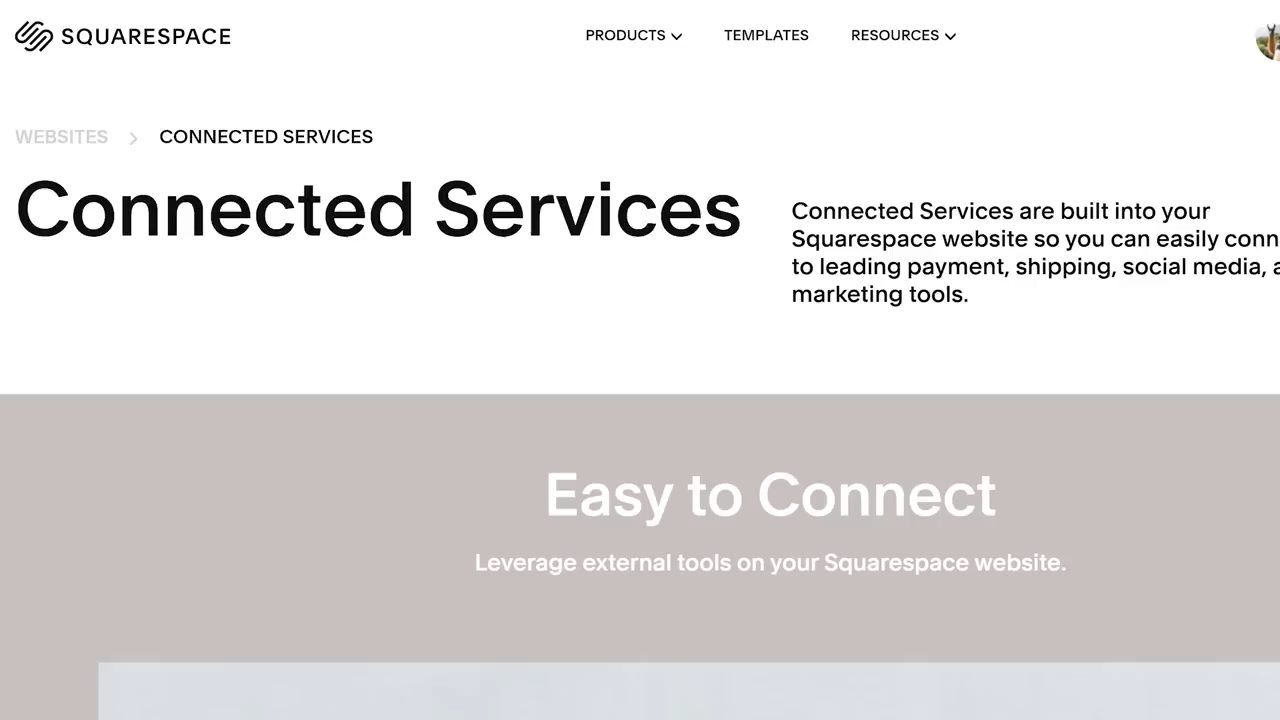 SQUARESPACE
PRODUCTS
TEMPLATES
RESOURCES
WEBSITES > CONNECTED SERVICES
Connected Services
Connected Services are built into your
Squarespace website so you can easily
to leading payment, shipping, social media,
marketing tools.
Easy to Connect
Leverage external tools on your Squarespace website.